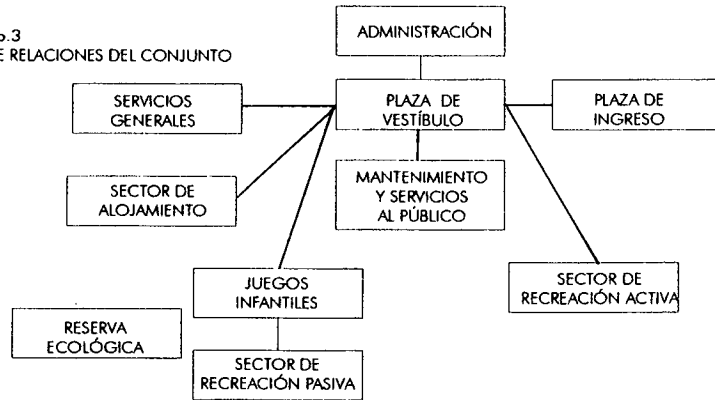 .3
RELACIONES DEL CONJUNTO
ADMINISTRACIÓN
SERVICIOS
GENERALES
PLAZA DE
VESTÍBULO
PLAZA DE
INGRESO
SECTOR DE
ALOJAMIENTO
MANTENIMIENTO
Y SERVICIOS
AL PÚBLICO
JUEGOS
INFANTILES
SECTOR DE
RECREACIÓN ACTIVA
RESERVA
ECOLÓGICA
SECTOR DE
RECREACIÓN PASIVA